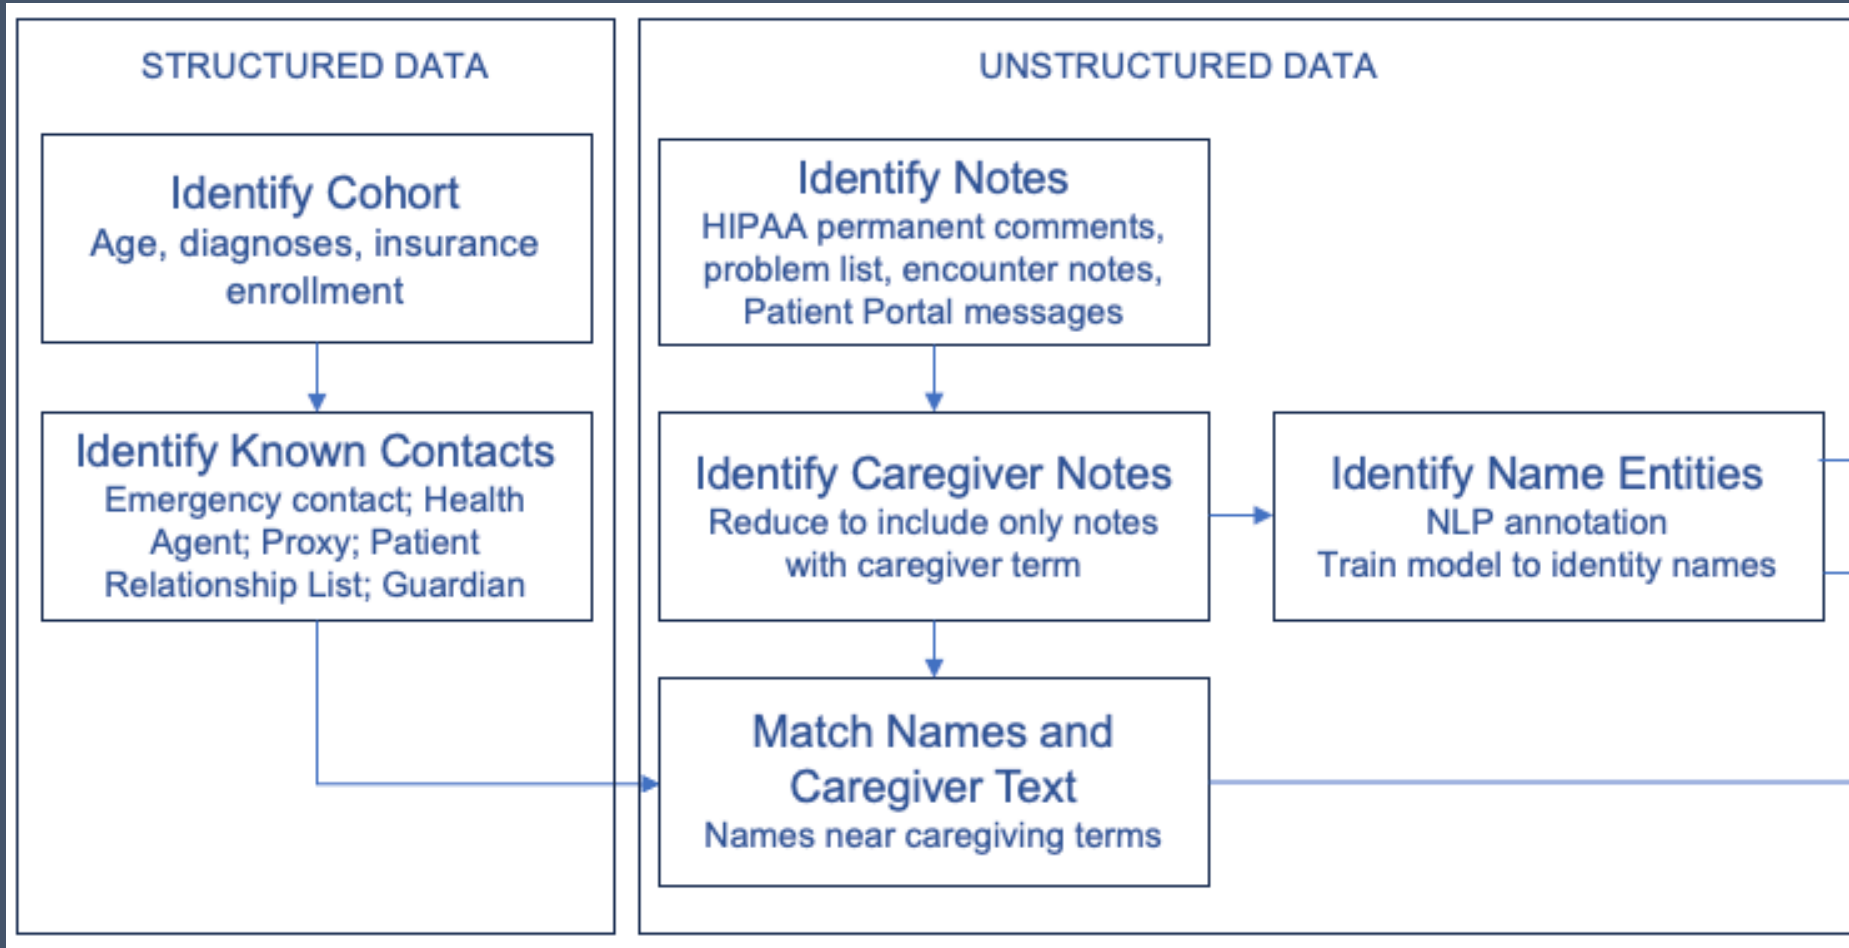 STRUCTURED DATA
Identify Cohort
Age, diagnoses, insurance
enrollment
Identify Known Contacts
Emergency contact; Health
Agent; Proxy; Patient
Relationship List; Guardian
UNSTRUCTURED DATA
Identify Notes
HIPAA permanent comments,
problem list, encounter notes,
Patient Portal messages
Identify Caregiver Notes
Reduce to include only notes
with caregiver term
Identify Name Entities
NLP annotation
Train model to identity names
Match Names and
Caregiver Text
Names near caregiving terms